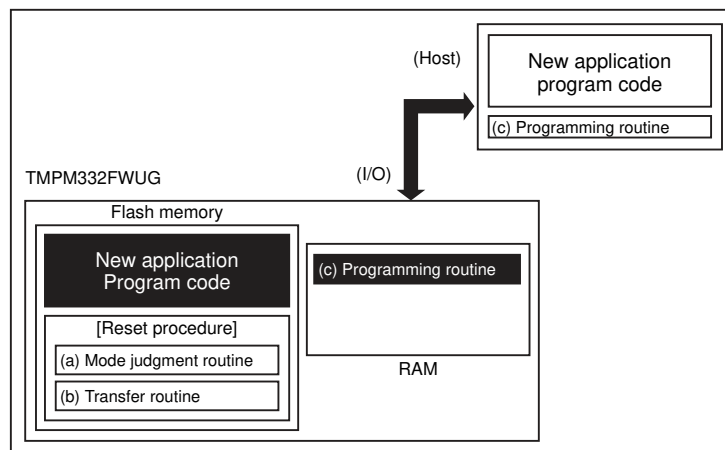 (Host)
New application
program code
(c) Programming routine
(I/O)
TMPM332FWUG
Flash memory
New application
Program code
[Reset procedure]
(a) Mode judgment routine
(b) Transfer routine
(c) Programming routine
RAM